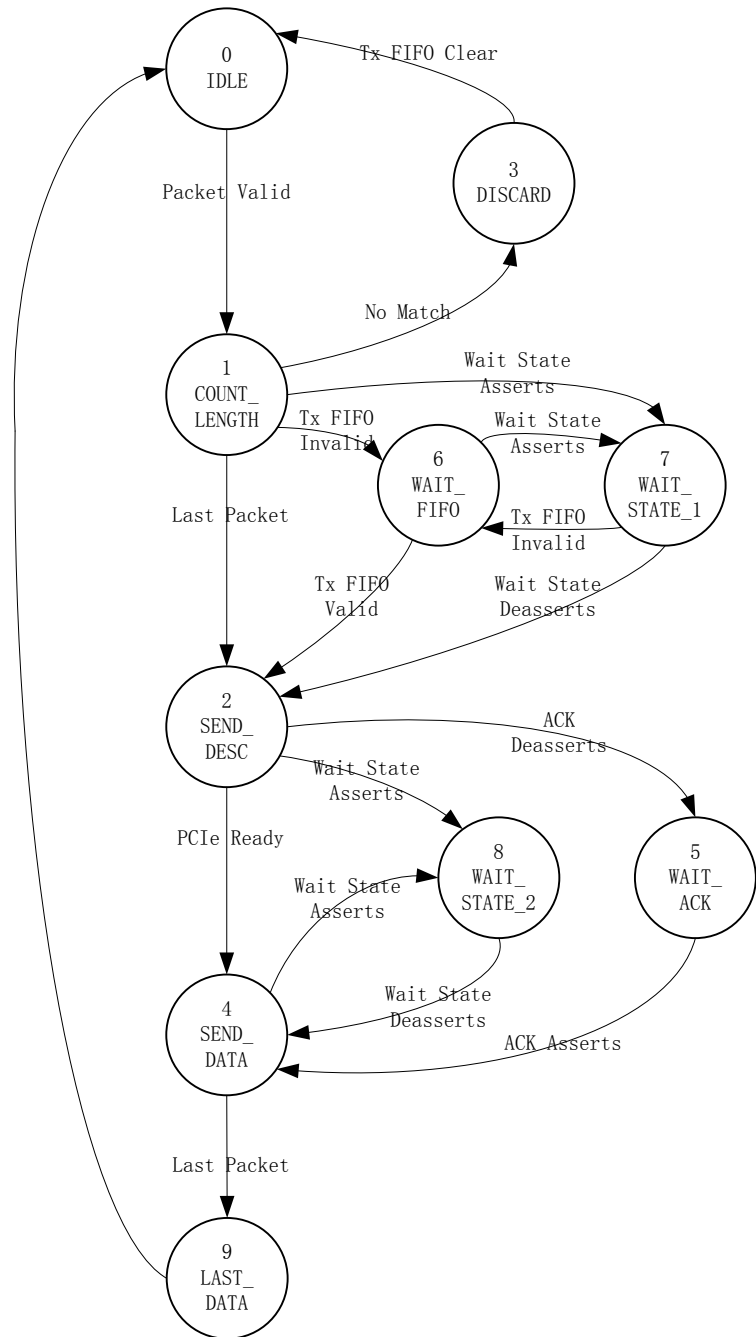 0
IDLE
Tx FIFO Clear
3
DISCARD
Packet Valid
No Match
1
COUNT_
LENGTH
Wait State
Asserts
Tx FIFO
Invalid
Wait State
Asserts
6
WAIT_
FIFO
7
WAIT_
STATE_1
Last Packet
Tx FIFO
Invalid
Tx FIFO
Valid
Wait State
Deasserts
2
SEND_
DESC
ACK
Deasserts
Wait State
Asserts
PCIe Ready
8
WAIT_
STATE_2
5
WAIT_
ACK
Wait State
Asserts
4
SEND_
DATA
Wait State
Deasserts
ACK Asserts
Last Packet
9
LAST_
DATA